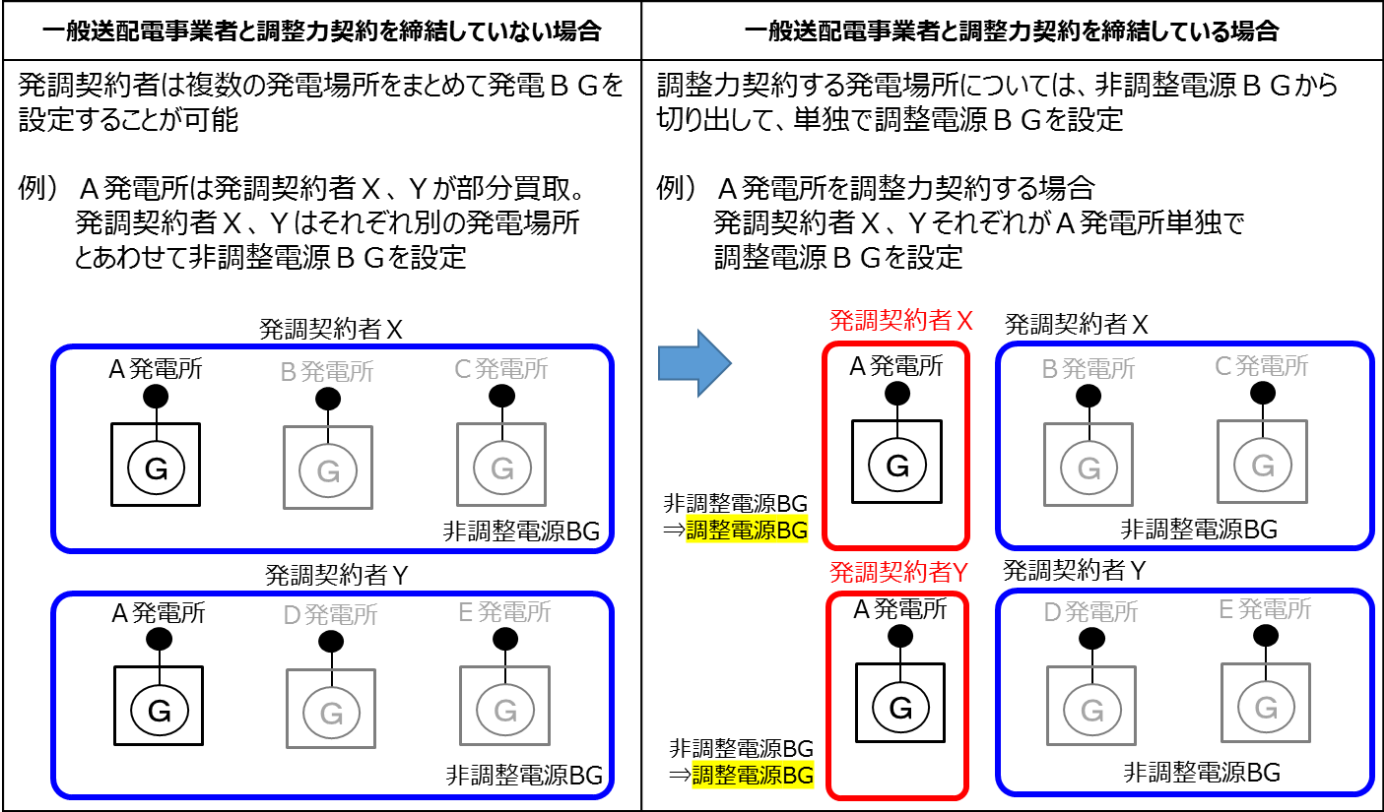 一般送配電事業者と調整力契約を締結していない場合
発調契約者は複数の発電場所をまとめて発電ＢＧを
設定することが可能
例） Ａ発電所は発調契約者Ｘ、Ｙが部分買取。
発調契約者Ｘ、Ｙはそれぞれ別の発電場所
とあわせて非調整電源ＢＧを設定
発調契約者Ｘ
Ａ発電所
Ｂ発電所
Ｃ発電所
G
G
G
非調整電源BG
発調契約者Ｙ
Ａ発電所
Ｄ発電所
Ｅ発電所
G
G
G
非調整電源BG
一般送配電事業者と調整力契約を締結している場合
調整力契約する発電場所については、非調整電源ＢＧから
切り出して、単独で調整電源ＢＧを設定
例） Ａ発電所を調整力契約する場合
発調契約者Ｘ、ＹそれぞれがＡ発電所単独で
調整電源ＢＧを設定
発調契約者Ｘ
発調契約者Ｘ
Ａ発電所
Ｂ発電所
Ｃ発電所
G
G
G
非調整電源BG
⇒調整電源BG
非調整電源BG
発調契約者Y
発調契約者Ｙ
Ａ発電所
Ｄ発電所
Ｅ発電所
G
G
G
非調整電源BG
⇒調整電源BG
非調整電源BG